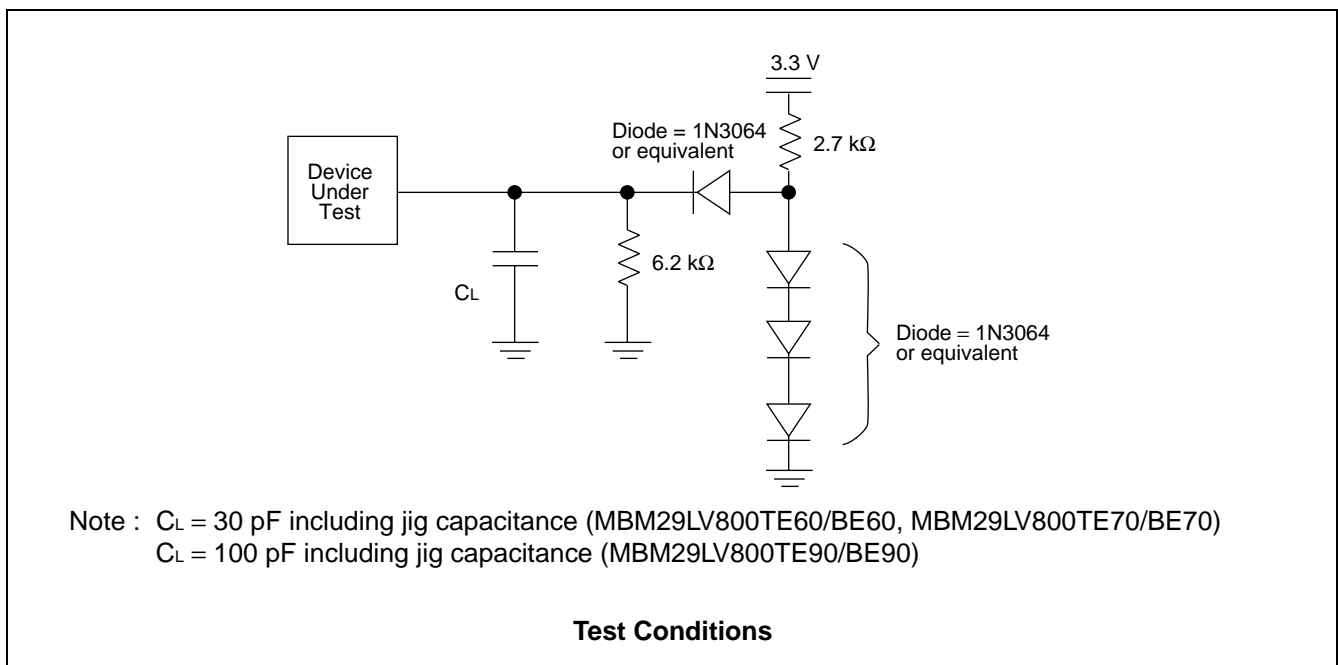 3.3 V
Diode = 1N3064
or equivalent
2.7 kΩ
Device
Under
Test
6.2 kΩ
CL
Diode = 1N3064
or equivalent
Note : CL = 30 pF including jig capacitance (MBM29LV800TE60/BE60, MBM29LV800TE70/BE70)
CL = 100 pF including jig capacitance (MBM29LV800TE90/BE90)
Test Conditions